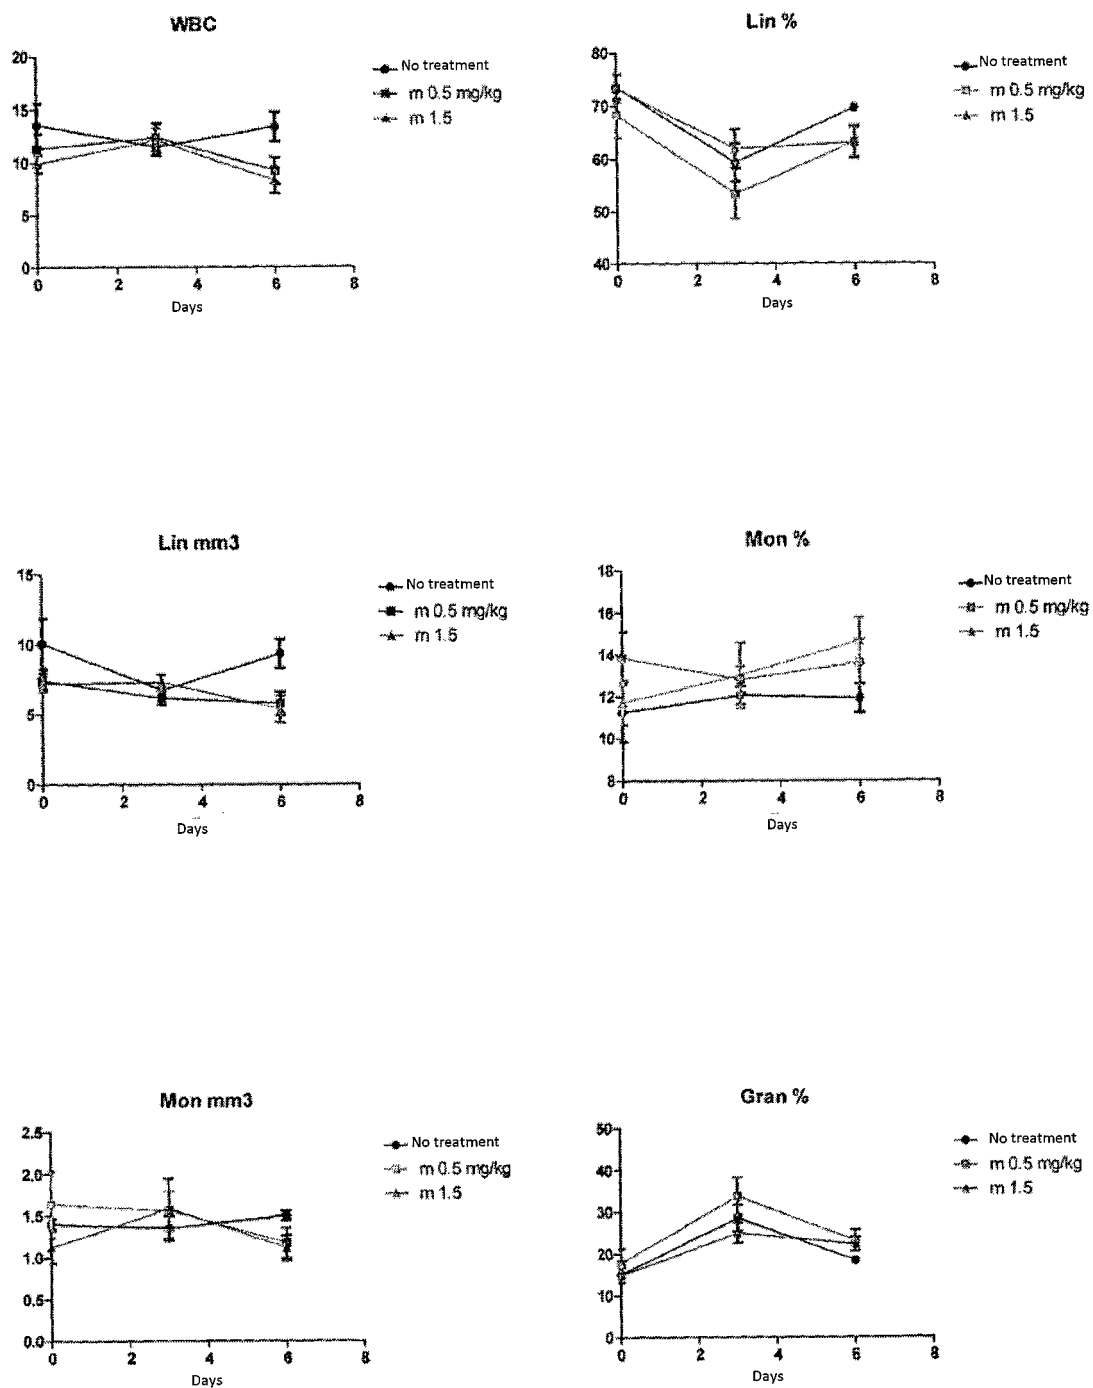 WBC
20
15
10
5
0
0 2 4 6 8
Days
No treatment
m 0.5 mg/kg
m 1.5
Lin %
80
70
60
50
40
0 2 4 6 8
Days
No treatment
m 0.5 mg/kg
m 1.5
Lin mm3
15
10
5
0
0 2 4 6 8
Days
No treatment
m 0.5 mg/kg
m 1.5
Mon %
18
16
14
12
10
8
0 2 4 6 8
Days
No treatment
m 0.5 mg/kg
m 1.5
Mon mm3
2.5
2.0
1.5
1.0
0.5
0.0
0 2 4 6 8
Days
No treatment
m 0.5 mg/kg
m 1.5
Gran %
50
40
30
20
10
0
0 2 4 6 8
Days
No treatment
m 0.5 mg/kg
m 1.5